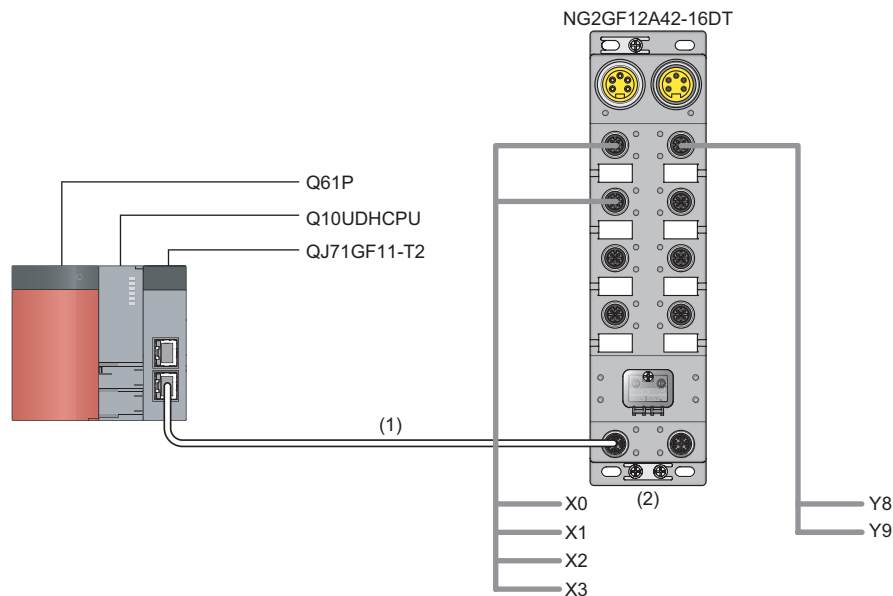 NG2GF12A42-16DT
Q61P
Q10UDHCPU
QJ71GF11-T2
(1)
(2)
X0
X1
X2
X3
Y8
Y9